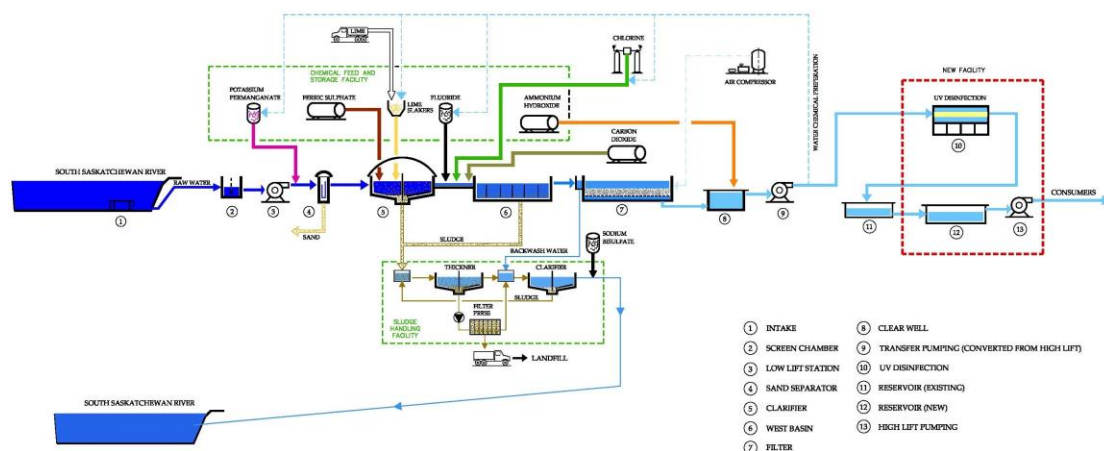 LIME
CHEMICAL FEED AND
STORAGE FACILITY
CHLORINE
AIR COMPRESSOR
POTASSIUM
PERMANGANATE
FERRIC SULPHATE
LIME
SLAKERS
FLUORIDE
AMMONIUM
HYDROXIDE
CARBON
DIOXIDE
WATER CHEMICAL PREPARATION
NEW FACILITY
UV DISINFECTION
10
SOUTH SASKATCHEWAN RIVER
RAW WATER
1
2
3
4
SAND
5
6
7
8
9
11
12
13
CONSUMERS
SLUDGE
BACKWASH WATER
SODIUM
BISULFATE
THICKENER
CLARIFIER
SLUDGE
FILTER
PRESS
SLUDGE
HANDLING
FACILITY
LANDFILL
SOUTH SASKATCHEWAN RIVER
1 INTAKE
2 SCREEN CHAMBER
3 LOW LIFT STATION
4 SAND SEPARATOR
5 CLARIFIER
6 WEST BASIN
7 FILTER
8 CLEAR WELL
9 TRANSFER PUMPING (CONVERTED FROM HIGH LIFT)
10 UV DISINFECTION
11 RESERVOIR (EXISTING)
12 RESERVOIR (NEW)
13 HIGH LIFT PUMPING